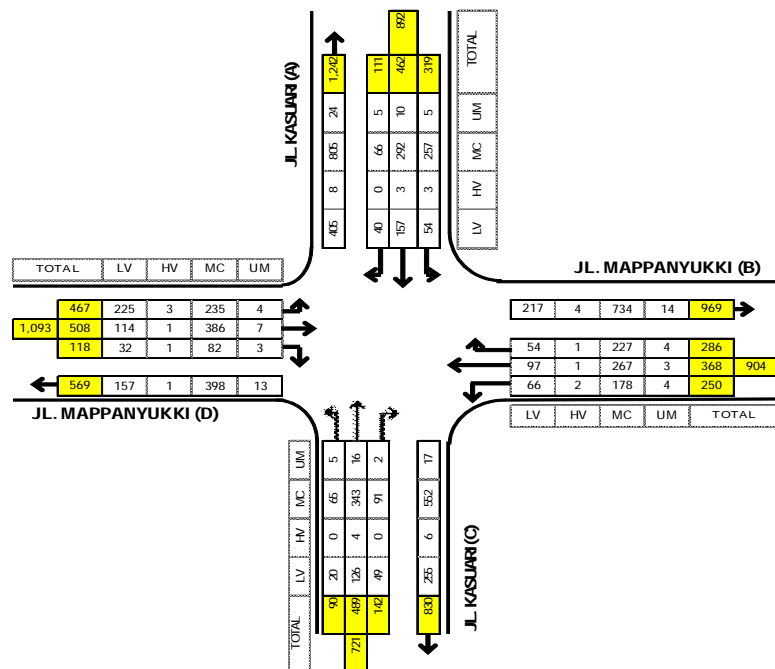 892
1,242 111 462 319 TOTAL
24 5 10 5 UM
805 66 292 257 MC
8 0 3 3 HV
405 40 157 54 LV
JL. KASUARI (A)
TOTAL LV HV MC UM
467 225 3 235 4
1,093 508 114 1 386 7
118 32 1 82 3
569 157 1 398 13
JL. MAPPANYUKKI (D)
JL. MAPPANYUKKI (B)
217 4 734 14 969
54 1 227 4 286
97 1 267 3 368 904
66 2 178 4 250
LV HV MC UM TOTAL
UM 5 16 2 17
MC 65 343 91 552
HV 0 4 0 6
LV 20 126 49 255
TOTAL 90 489 142 830
721
JL. KASUARI (C)